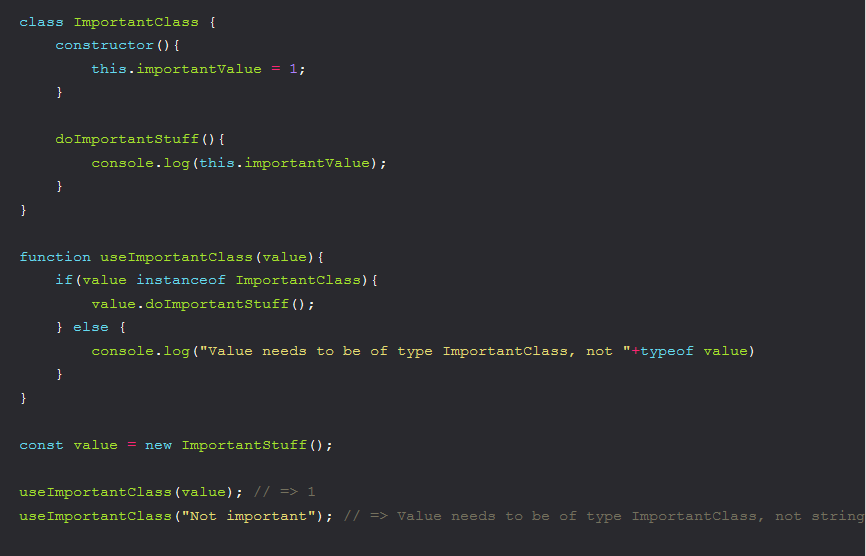 class ImportantClass {
    constructor(){
        this.importantValue = 1;
    }

    doImportantStuff(){
        console.log(this.importantValue);
    }
}

function useImportantClass(value){
    if(value instanceof ImportantClass){
        value.doImportantStuff();
    } else {
        console.log("Value needs to be of type ImportantClass, not "+typeof value)
    }
}

const value = new ImportantStuff();

useImportantClass(value); // => 1
useImportantClass("Not important"); // => Value needs to be of type ImportantClass, not string